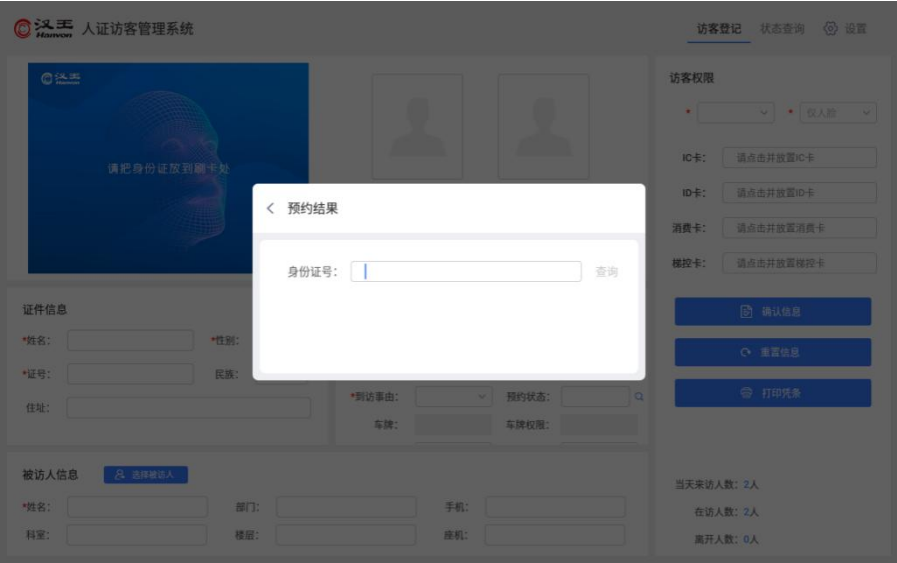 汉王 Hanvon 人证访客管理系统
访客登记 状态查询 设置
汉王 Hanvon
请把身份证放到刷卡处
访客权限
* * 仅人脸
IC卡: 请点击并放置IC卡
ID卡: 请点击并放置ID卡
消费卡: 请点击并放置消费卡
梯控卡: 请点击并放置梯控卡
确认信息
重置信息
打印凭条
预约结果
身份证号: 查询
证件信息
*姓名: *性别:
*证号: 民族:
住址:
*到访事由: 预约状态:
车牌: 车牌权限:
被访人信息 选择被访人
*姓名: 部门: 手机:
科室: 楼层: 座机:
当天来访人数: 2人
在访人数: 2人
离开人数: 0人